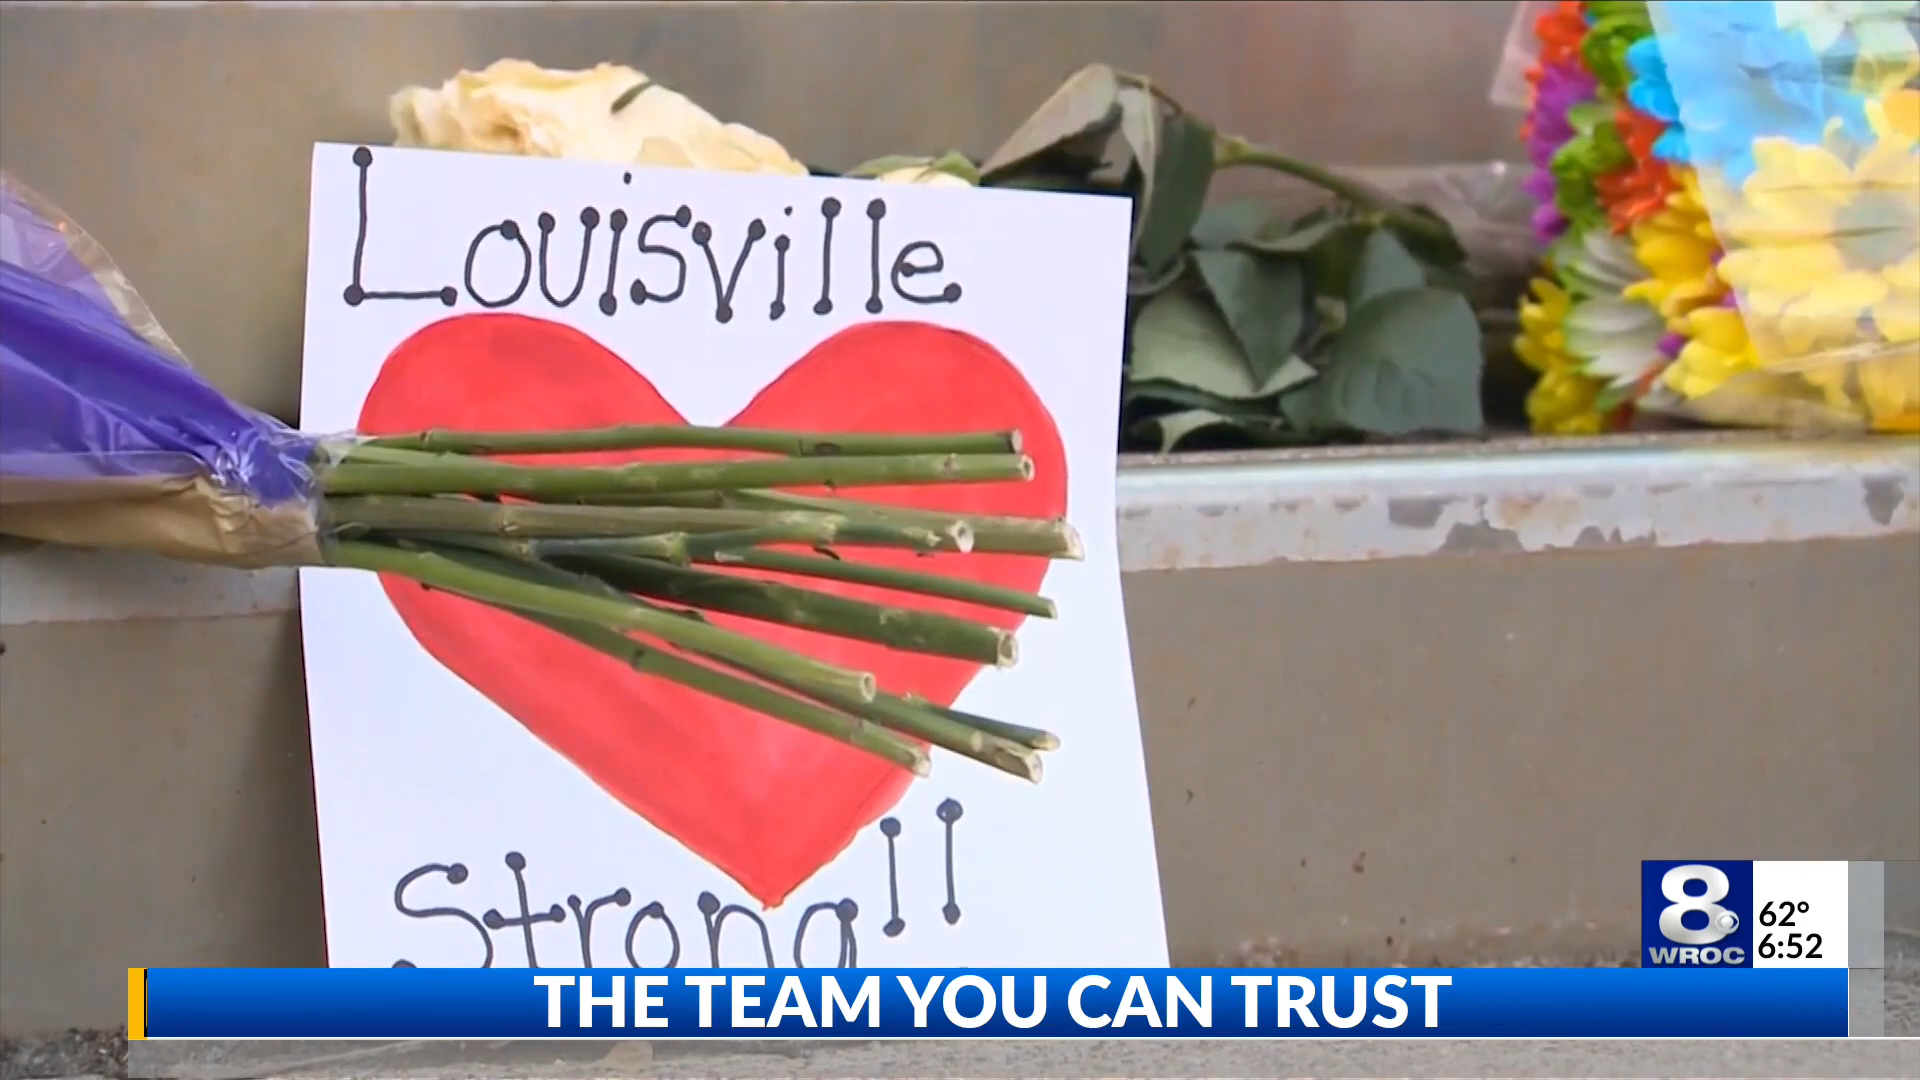 Louisville
Strong!!
8
WROC
62°
6:52
THE TEAM YOU CAN TRUST